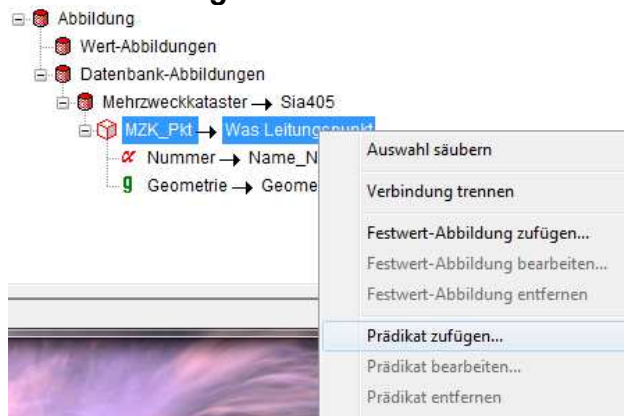 Abbildung
Wert-Abbildungen
Datenbank-Abbildungen
Mehrzweckkataster → Sia405
MZK_Pkt → Was Leitungspunkt
α Nummer → Name_N
g Geometrie → Geome
Auswahl säubern
Verbindung trennen
Festwert-Abbildung zufügen...
Festwert-Abbildung bearbeiten...
Festwert-Abbildung entfernen
Prädikat zufügen...
Prädikat bearbeiten...
Prädikat entfernen